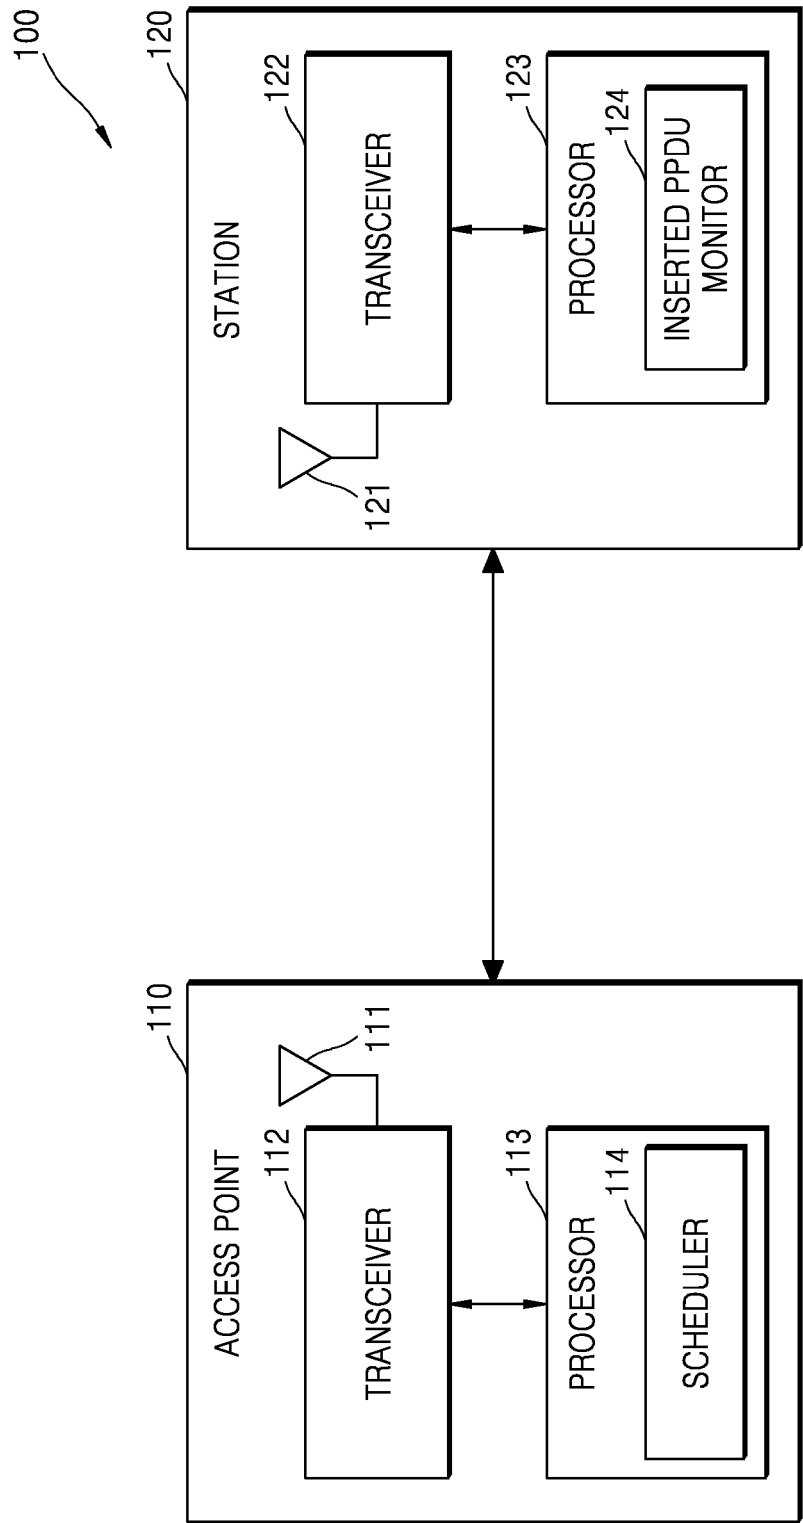 100
110
ACCESS POINT
111
112
TRANSCEIVER
113
PROCESSOR
114
SCHEDULER
120
STATION
121
122
TRANSCEIVER
123
PROCESSOR
124
INSERTED PPDU
MONITOR